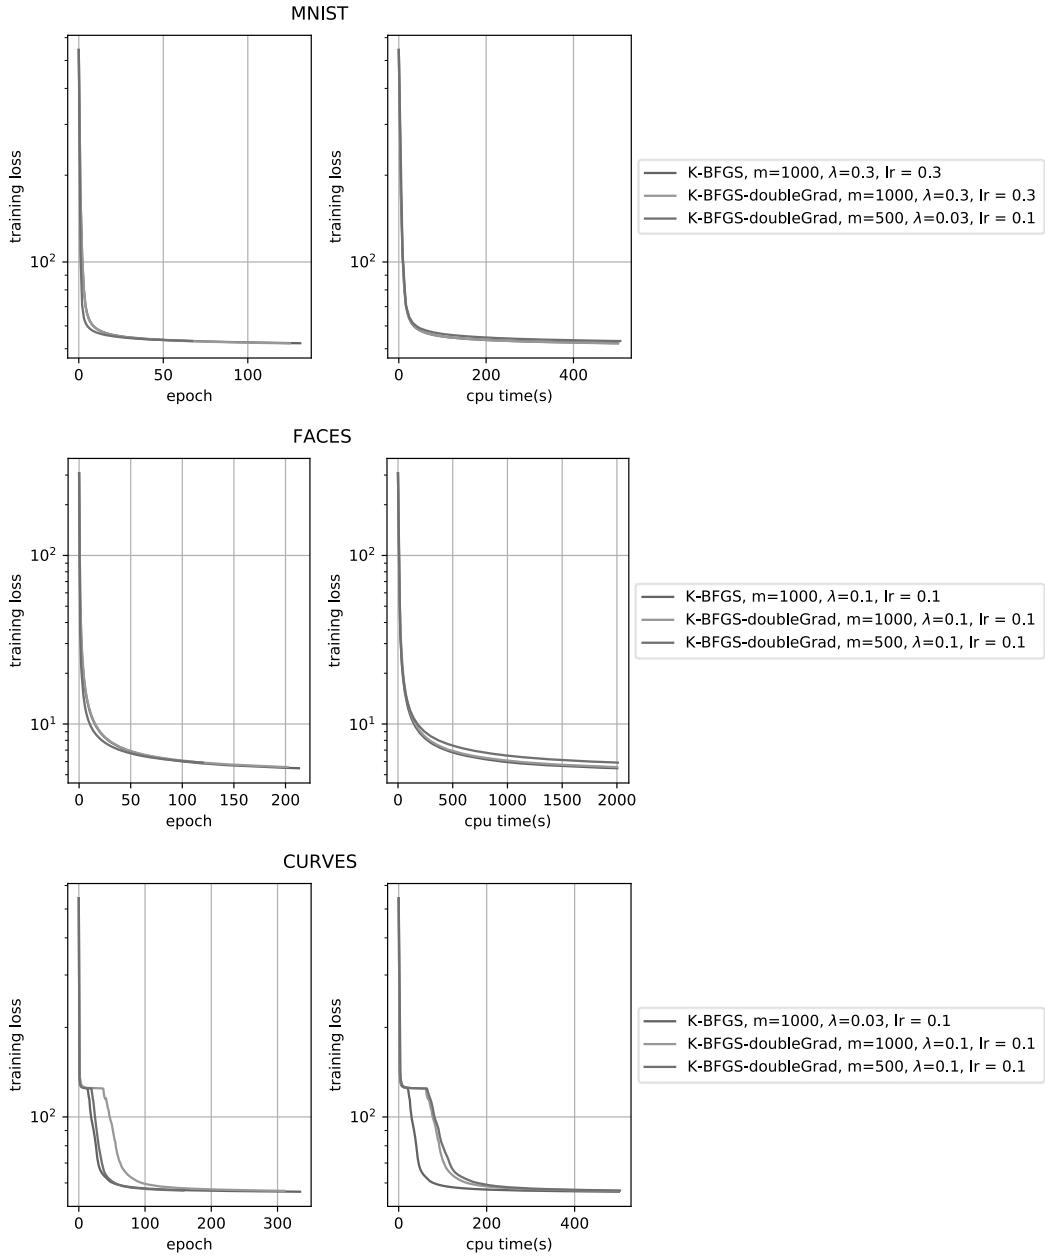 MNIST
training loss
10²
0 50 100
epoch
training loss
10²
0 200 400
cpu time(s)
K-BFGS, m=1000, λ=0.3, lr = 0.3
K-BFGS-doubleGrad, m=1000, λ=0.3, lr = 0.3
K-BFGS-doubleGrad, m=500, λ=0.03, lr = 0.1
FACES
training loss
10²
10¹
0 50 100 150 200
epoch
training loss
10²
10¹
0 500 1000 1500 2000
cpu time(s)
K-BFGS, m=1000, λ=0.1, lr = 0.1
K-BFGS-doubleGrad, m=1000, λ=0.1, lr = 0.1
K-BFGS-doubleGrad, m=500, λ=0.1, lr = 0.1
CURVES
training loss
10²
0 100 200 300
epoch
training loss
10²
0 200 400
cpu time(s)
K-BFGS, m=1000, λ=0.03, lr = 0.1
K-BFGS-doubleGrad, m=1000, λ=0.1, lr = 0.1
K-BFGS-doubleGrad, m=500, λ=0.1, lr = 0.1